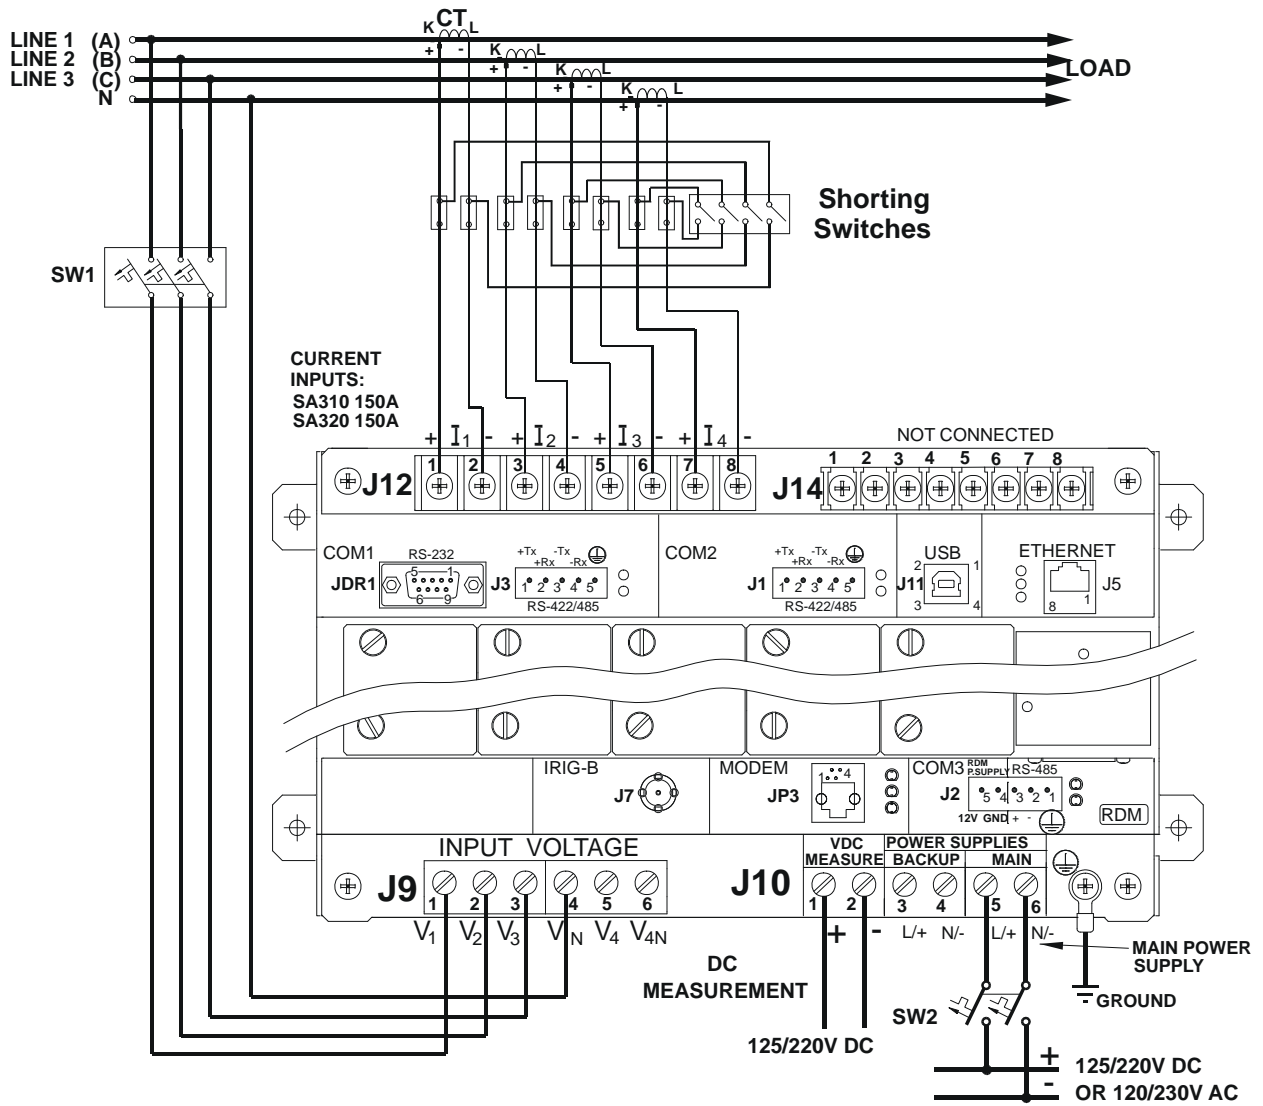 K CT L
LINE 1 (A)
LINE 2 (B)
LINE 3 (C)
N
+ -
K L
+ -
K L
+ -
K L
+ -
LOAD
Shorting
Switches
SW1
CURRENT
INPUTS:
SA310 150A
SA320 150A
+ I1 - + I2 - + I3 - + I4 -
NOT CONNECTED
J12 1 2 3 4 5 6 7 8
J14 1 2 3 4 5 6 7 8
COM1 RS-232
JDR1 5 1
6 9
+Tx -Tx
+Rx -Rx
J3 1 2 3 4 5
RS-422/485
COM2
+Tx -Tx
+Rx -Rx
J1 1 2 3 4 5
RS-422/485
USB
2 1
J11
3 4
ETHERNET
J5
8 1
IRIG-B
J7
MODEM
1 4
JP3
COM3 RDM P.SUPPLY RS-485
J2 5 4 3 2 1
12V GND + -
RDM
INPUT VOLTAGE
J9 1 2 3 4 5 6
V1 V2 V3 VN V4 V4N
VDC
MEASURE
POWER SUPPLIES
BACKUP MAIN
J10 1 2 3 4 5 6
+ - L/+ N/- L/+ N/-
MAIN POWER
SUPPLY
DC
MEASUREMENT
GROUND
SW2
125/220V DC
+ 125/220V DC
- OR 120/230V AC